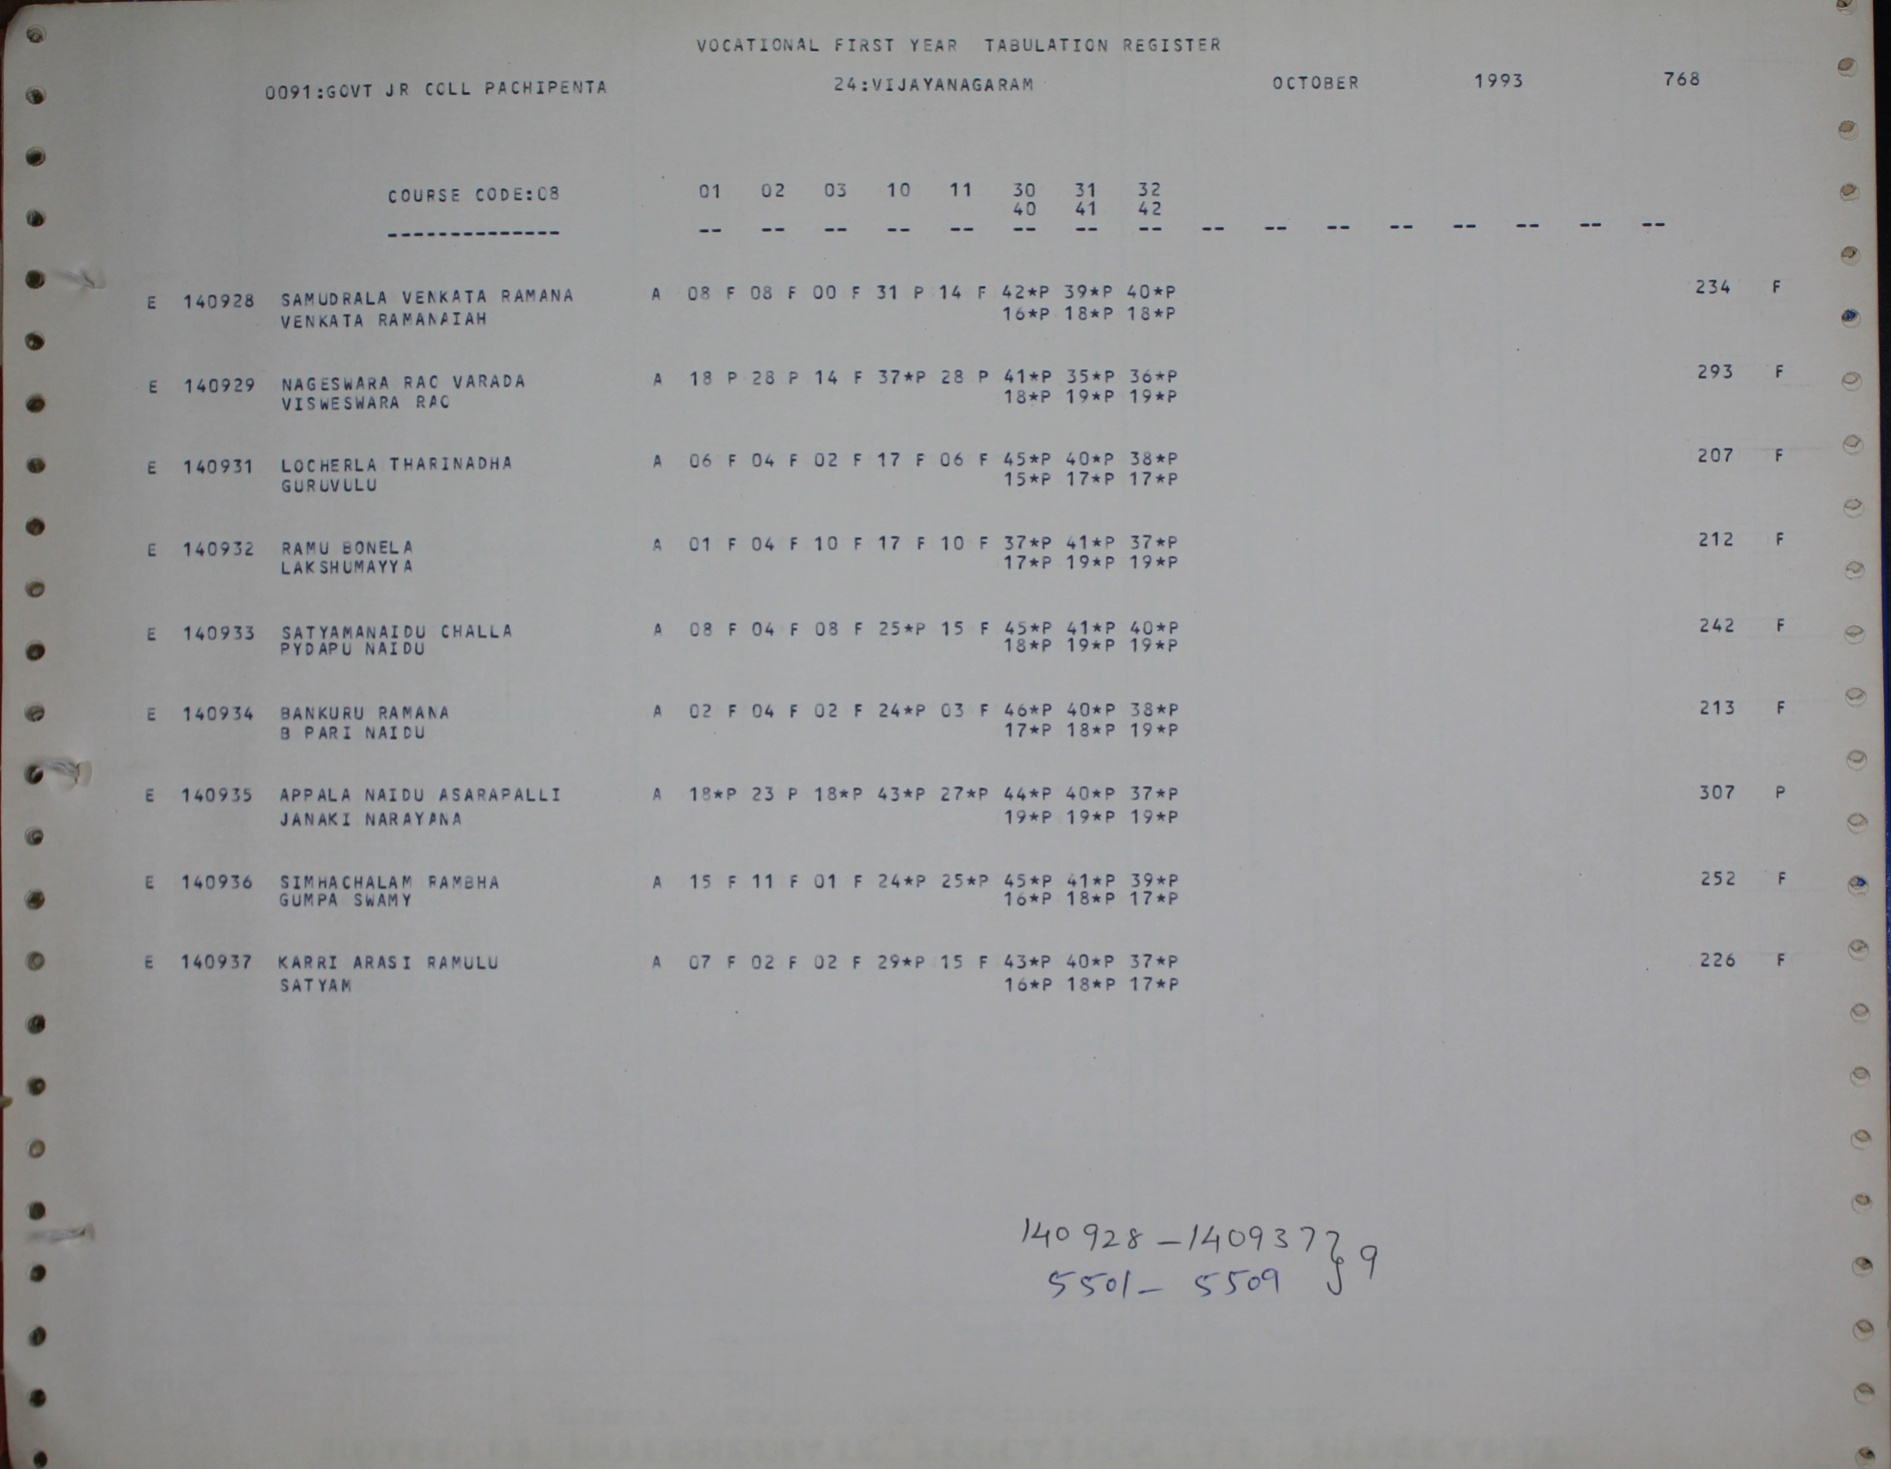 VOCATIONAL FIRST YEAR TABULATION REGISTER
0091:GOVT JR COLL PACHIPENTA 24:VIJAYANAGARAM OCTOBER 1993 768
COURSE CODE:08 01 02 03 10 11 30 31 32
40 41 42
-------------- -- -- -- -- -- -- -- -- -- -- -- -- -- -- -- --
E 140928 SAMUDRALA VENKATA RAMANA A 08 F 08 F 00 F 31 P 14 F 42*P 39*P 40*P 234 F
VENKATA RAMANAIAH 16*P 18*P 18*P
E 140929 NAGESWARA RAO VARADA A 18 P 28 P 14 F 37*P 28 P 41*P 35*P 36*P 293 F
VISWESWARA RAO 18*P 19*P 19*P
E 140931 LOCHERLA THARINADHA A 06 F 04 F 02 F 17 F 06 F 45*P 40*P 38*P 207 F
GURUVULU 15*P 17*P 17*P
E 140932 RAMU BONELA A 01 F 04 F 10 F 17 F 10 F 37*P 41*P 37*P 212 F
LAKSHUMAYYA 17*P 19*P 19*P
E 140933 SATYAMANAIDU CHALLA A 08 F 04 F 08 F 25*P 15 F 45*P 41*P 40*P 242 F
PYDAPU NAIDU 18*P 19*P 19*P
E 140934 BANKURU RAMANA A 02 F 04 F 02 F 24*P 03 F 46*P 40*P 38*P 213 F
B PARI NAIDU 17*P 18*P 19*P
E 140935 APPALA NAIDU ASARAPALLI A 18*P 23 P 18*P 43*P 27*P 44*P 40*P 37*P 307 P
JANAKI NARAYANA 19*P 19*P 19*P
E 140936 SIMHACHALAM RAMBHA A 15 F 11 F 01 F 24*P 25*P 45*P 41*P 39*P 252 F
GUMPA SWAMY 16*P 18*P 17*P
E 140937 KARRI ARASI RAMULU A 07 F 02 F 02 F 29*P 15 F 43*P 40*P 37*P 226 F
SATYAM 16*P 18*P 17*P
140928 - 140937 } 9
5501 - 5509